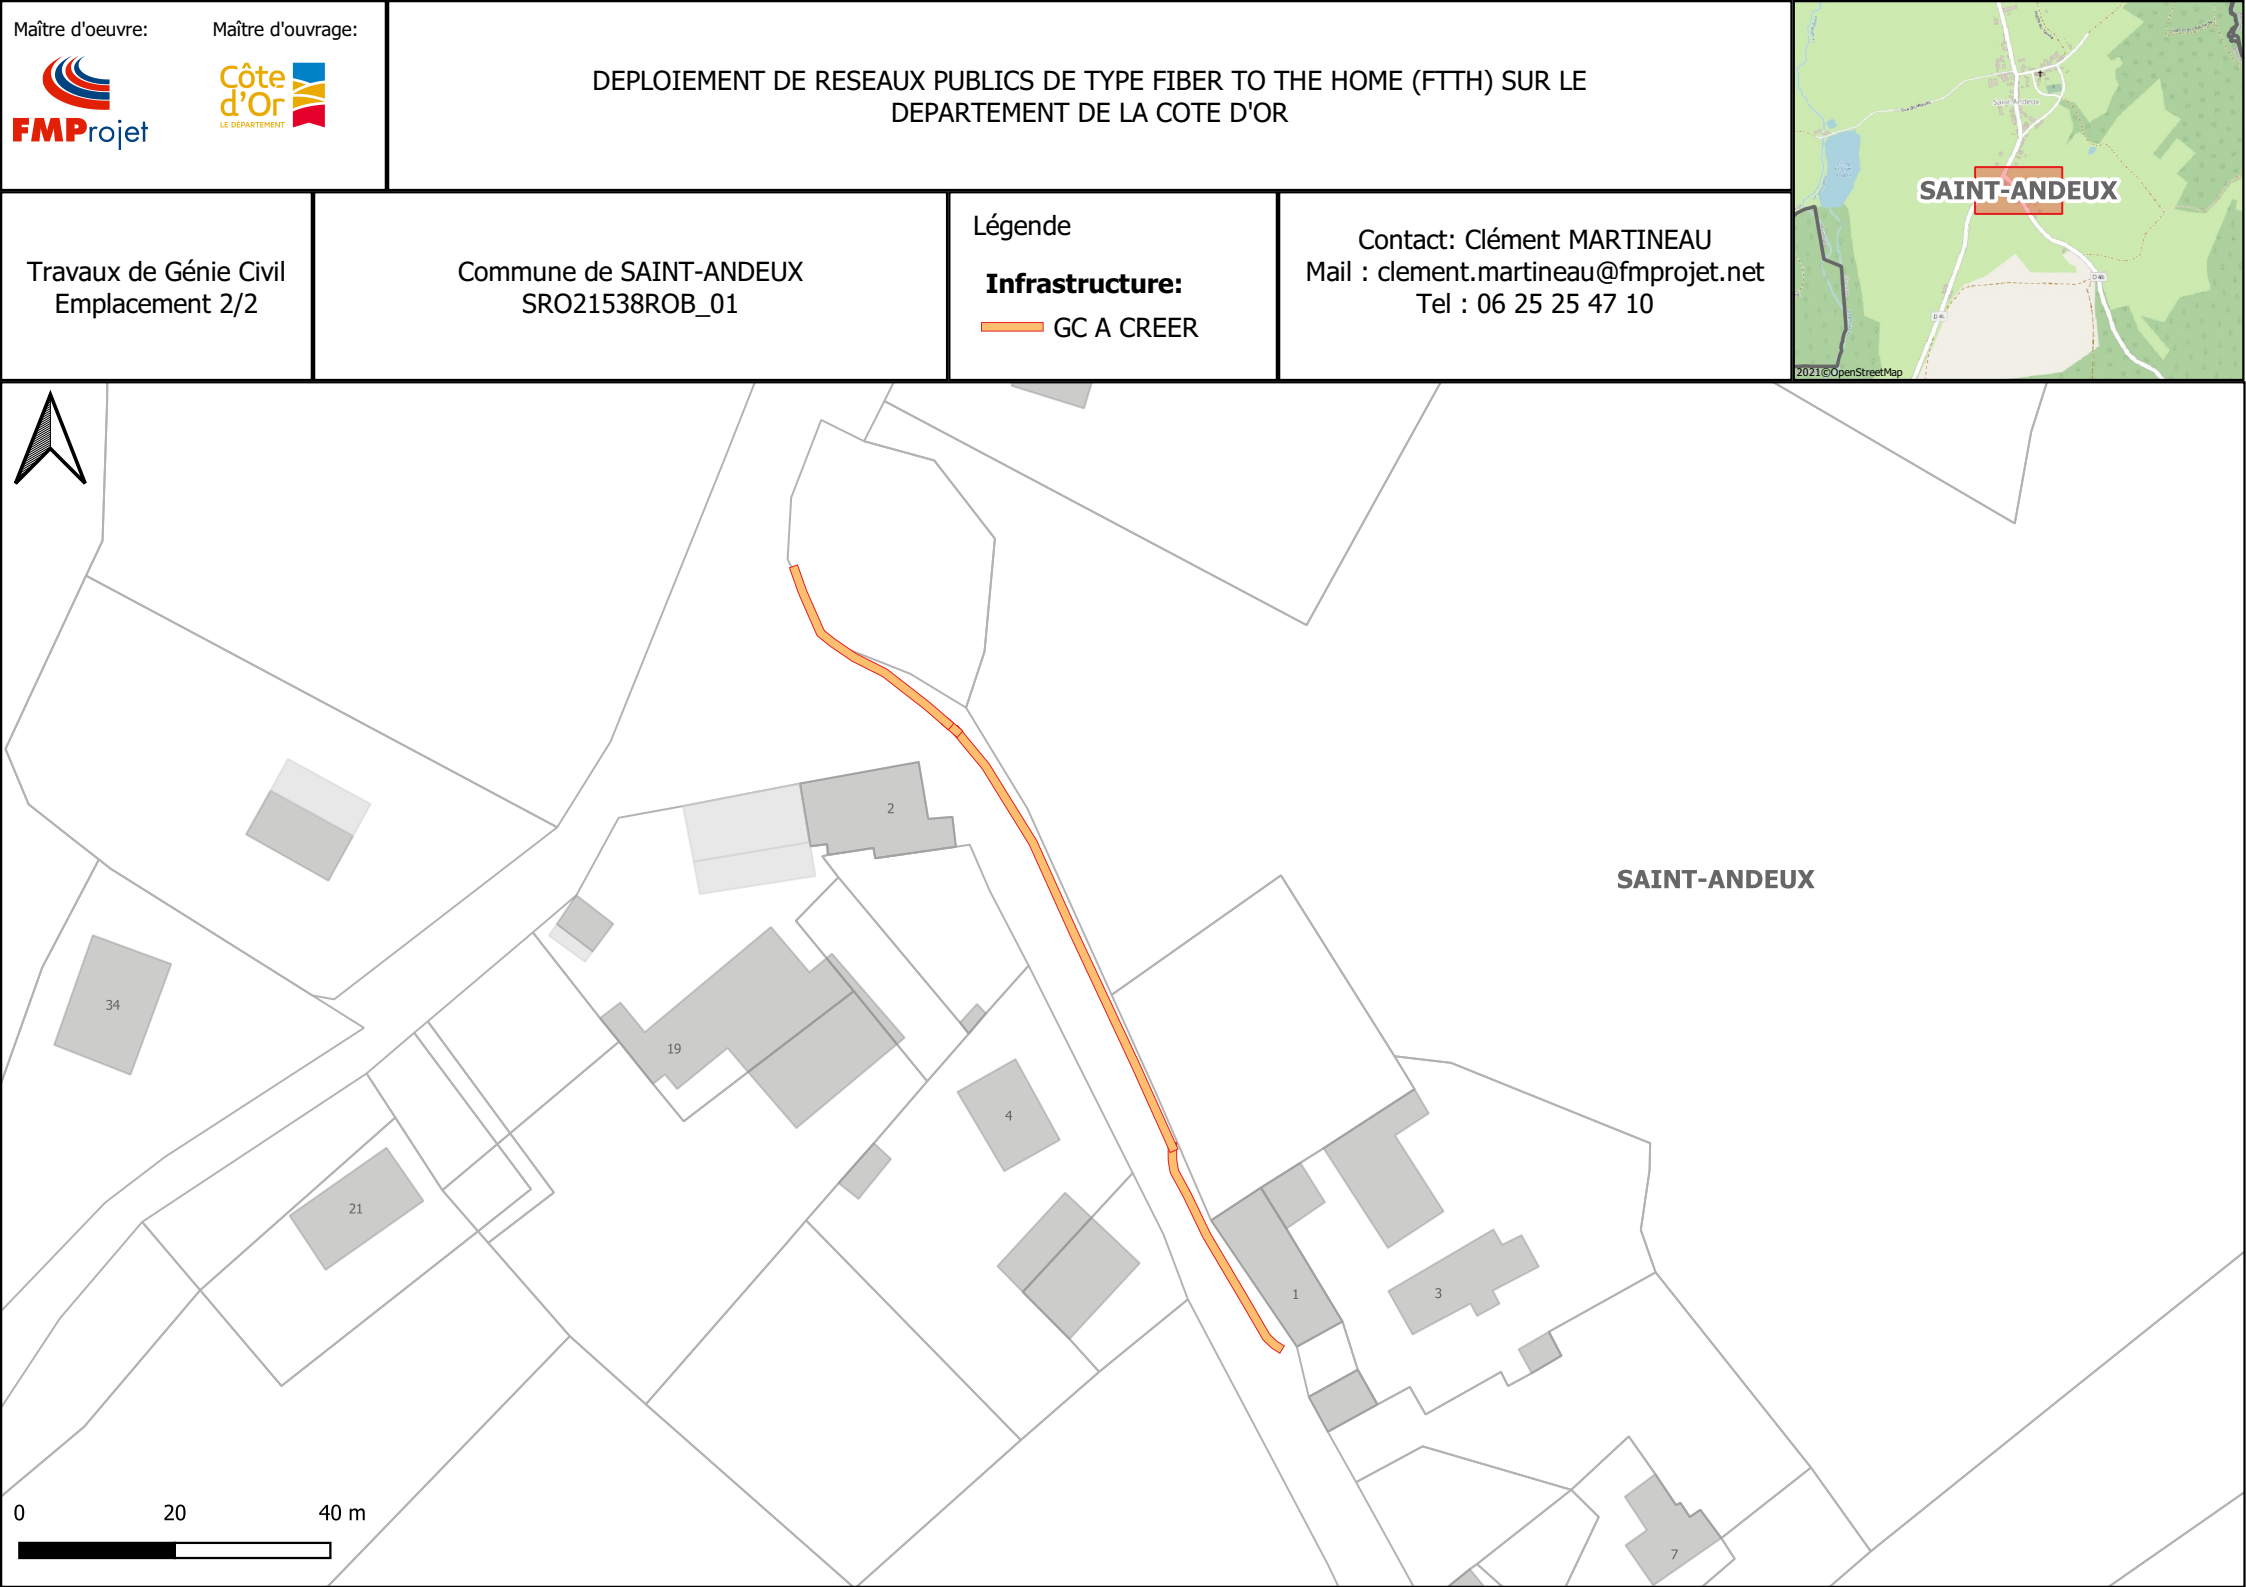 Maître d'oeuvre:
Maître d'ouvrage:
FMProjet
Côte
d'Or
LE DÉPARTEMENT
DEPLOIEMENT DE RESEAUX PUBLICS DE TYPE FIBER TO THE HOME (FTTH) SUR LE
DEPARTEMENT DE LA COTE D'OR
Travaux de Génie Civil
Emplacement 2/2
Commune de SAINT-ANDEUX
SRO21538ROB_01
Légende
Infrastructure:
GC A CREER
Contact: Clément MARTINEAU
Mail : clement.martineau@fmprojet.net
Tel : 06 25 25 47 10
Saint-Andeux
SAINT-ANDEUX
2021©OpenStreetMap
2
SAINT-ANDEUX
34
19
4
21
1
3
7
0 20 40 m